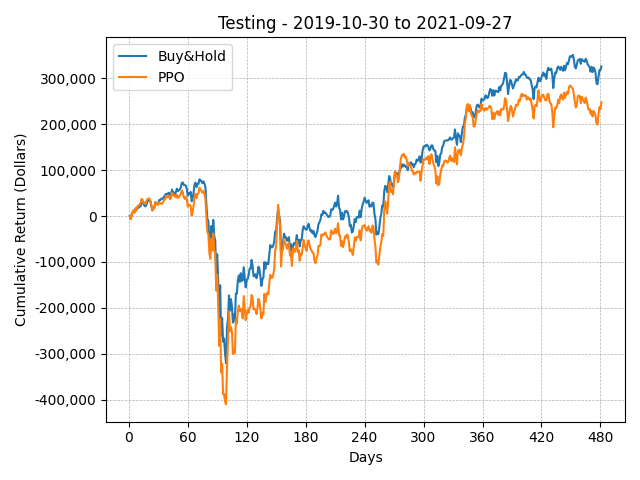 Testing - 2019-10-30 to 2021-09-27
Buy&Hold
PPO
Cumulative Return (Dollars)
300,000
200,000
100,000
0
-100,000
-200,000
-300,000
-400,000
0 60 120 180 240 300 360 420 480
Days